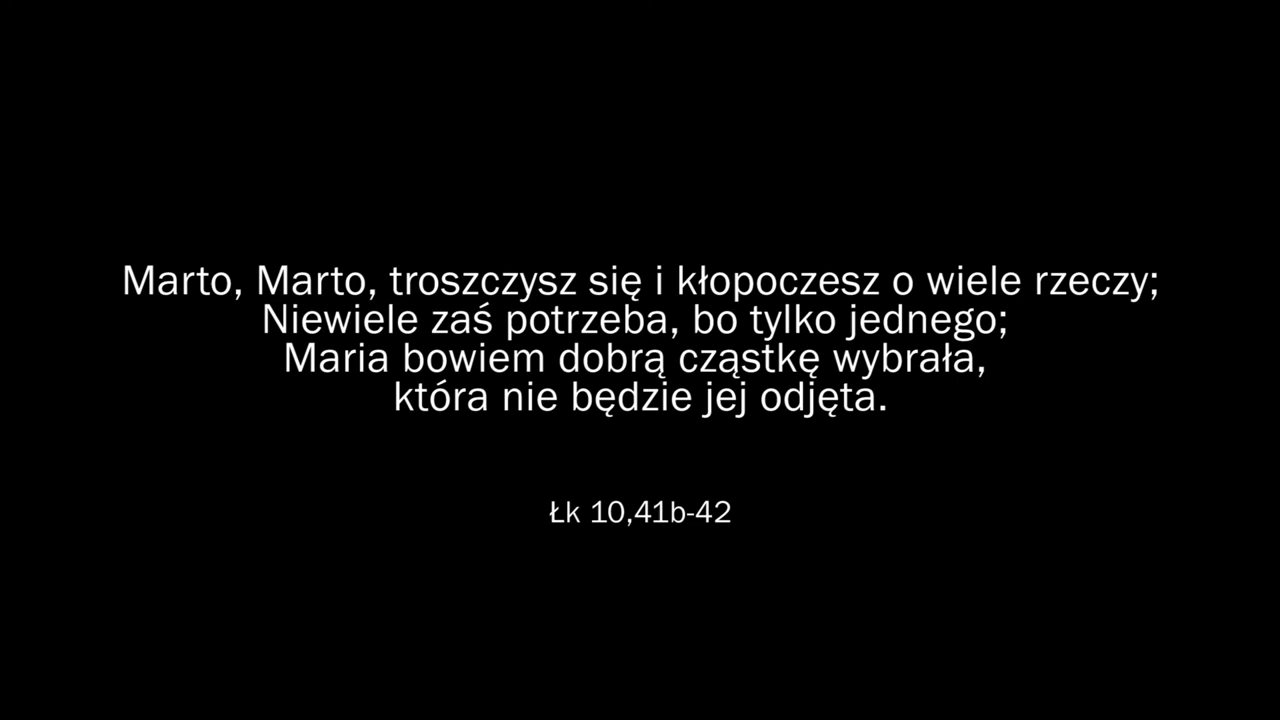 Marto, Marto, troszczysz się i kłopoczesz o wiele rzeczy;
Niewiele zaś potrzeba, bo tylko jednego;
Maria bowiem dobrą cząstkę wybrała,
która nie będzie jej odjęta.
Łk 10,41b-42